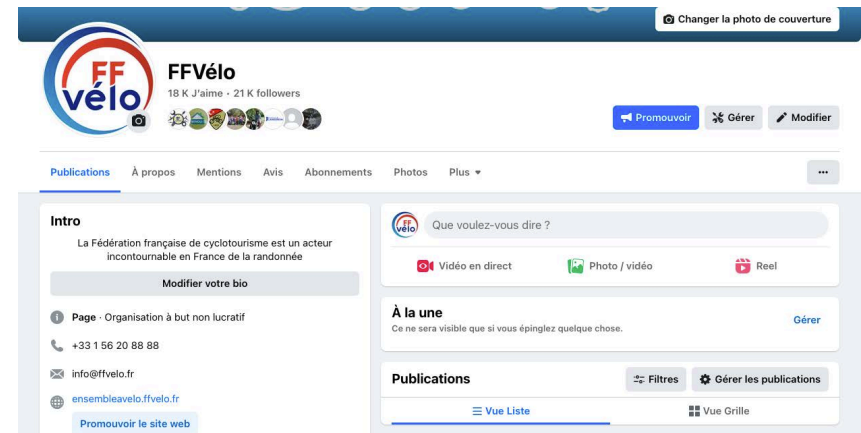 Changer la photo de couverture
FF
vélo
FFVélo
18 K J'aime · 21 K followers
Promouvoir
Gérer
Modifier
Publications
À propos
Mentions
Avis
Abonnements
Photos
Plus
Intro
La Fédération française de cyclotourisme est un acteur
incontournable en France de la randonnée
Modifier votre bio
Page · Organisation à but non lucratif
+33 1 56 20 88 88
info@ffvelo.fr
ensembleavelo.ffvelo.fr
Promouvoir le site web
FF
vélo
Que voulez-vous dire ?
Vidéo en direct
Photo / vidéo
Reel
À la une
Ce ne sera visible que si vous épinglez quelque chose.
Gérer
Publications
Filtres
Gérer les publications
Vue Liste
Vue Grille